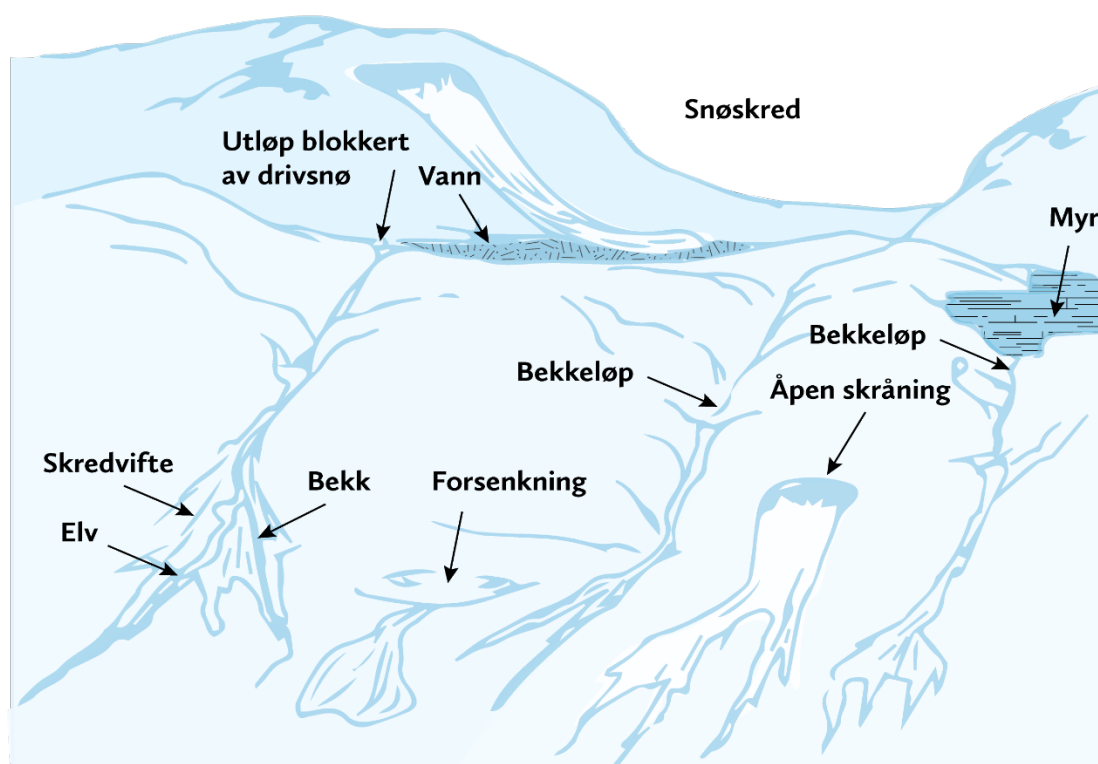 Snøskred
Utløp blokkert
av drivsnø
Vann
Myr
Bekkeløp
Bekkeløp
Åpen skråning
Skredvifte
Bekk
Forsenkning
Elv